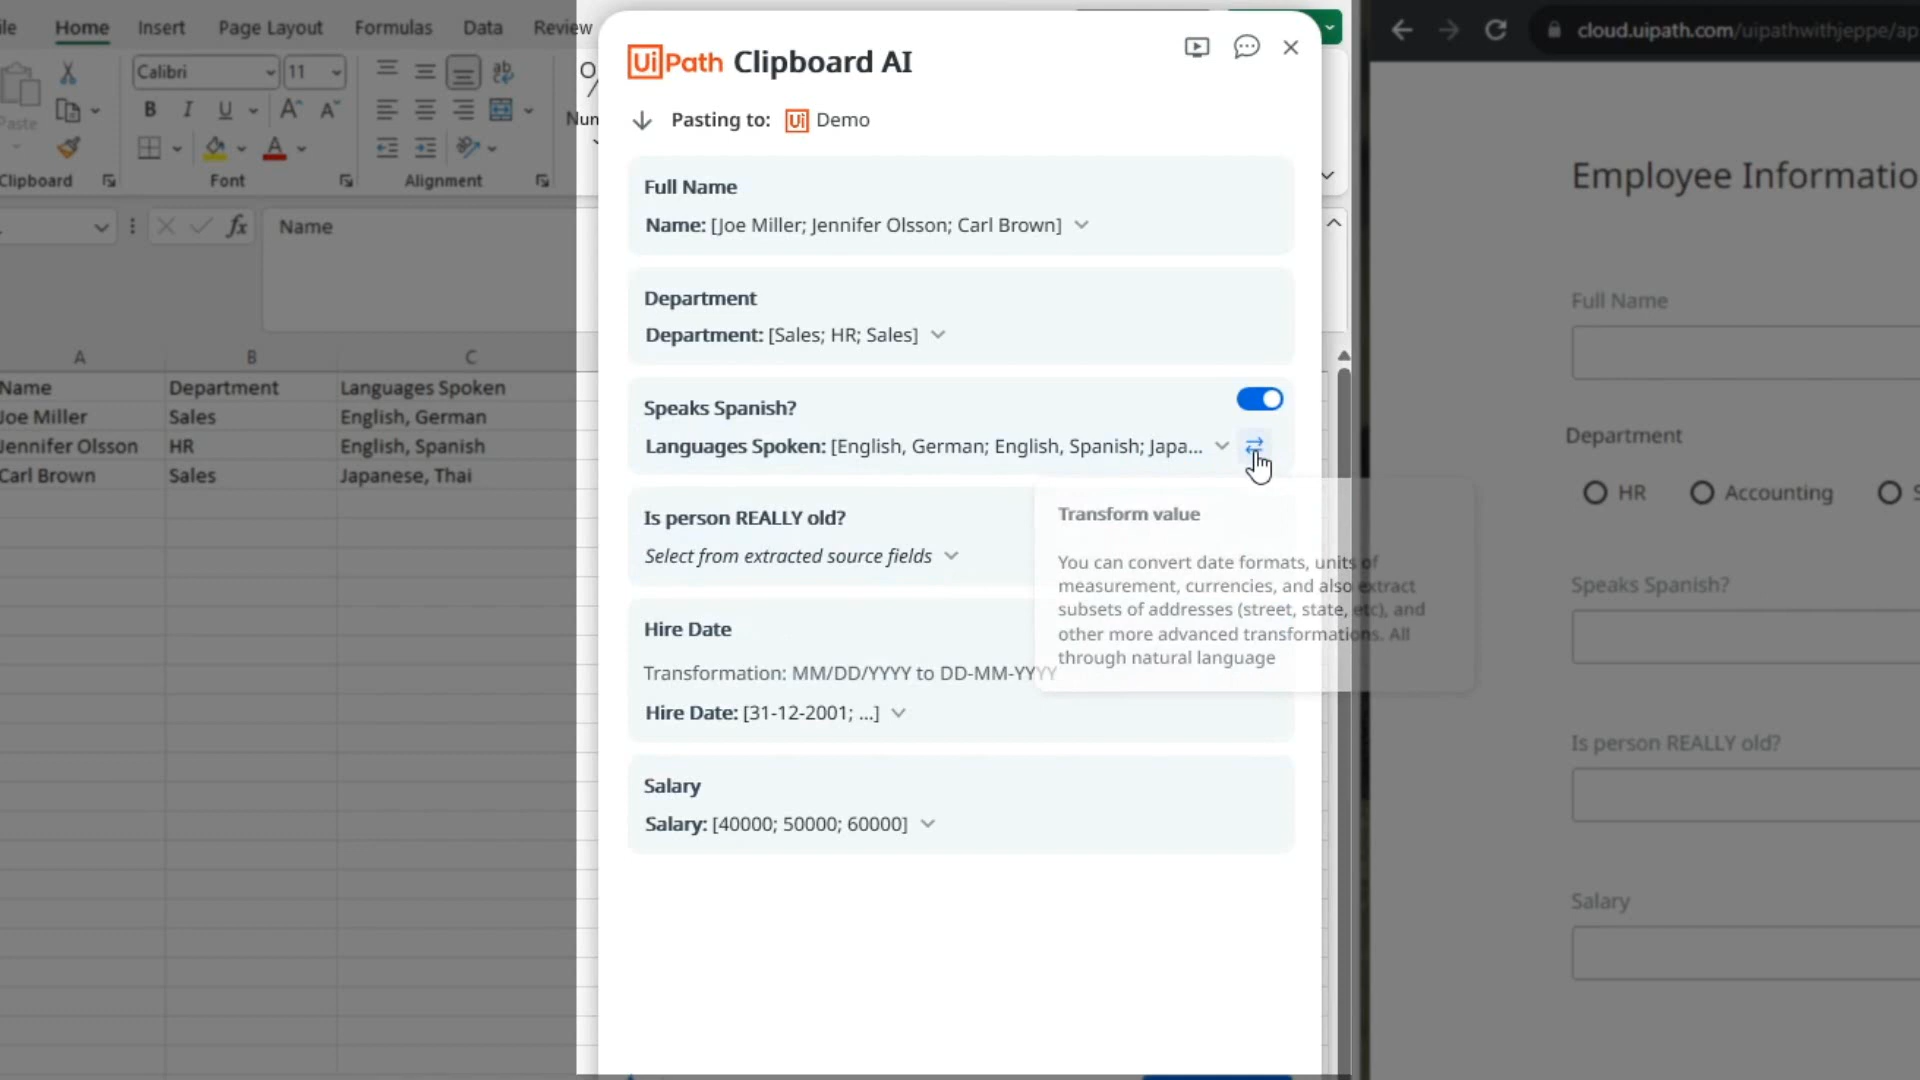 Home Insert Page Layout Formulas Data Review
Calibri 11
B I U A A
Paste
Clipboard Font Alignment
fx Name
A B C
Name Department Languages Spoken
Joe Miller Sales English, German
Jennifer Olsson HR English, Spanish
Carl Brown Sales Japanese, Thai
UiPath Clipboard AI
Pasting to: Ui Demo
Full Name
Name: [Joe Miller; Jennifer Olsson; Carl Brown]
Department
Department: [Sales; HR; Sales]
Speaks Spanish?
Languages Spoken: [English, German; English, Spanish; Japa...
Is person REALLY old?
Select from extracted source fields
Transform value
You can convert date formats, units of
measurement, currencies, and also extract
subsets of addresses (street, state, etc), and
other more advanced transformations. All
through natural language
Hire Date
Transformation: MM/DD/YYYY to DD-MM-YYYY
Hire Date: [31-12-2001; ...]
Salary
Salary: [40000; 50000; 60000]
cloud.uipath.com/uipathwithjeppe/ap
Employee Informatio
Full Name
Department
HR Accounting S
Speaks Spanish?
Is person REALLY old?
Salary